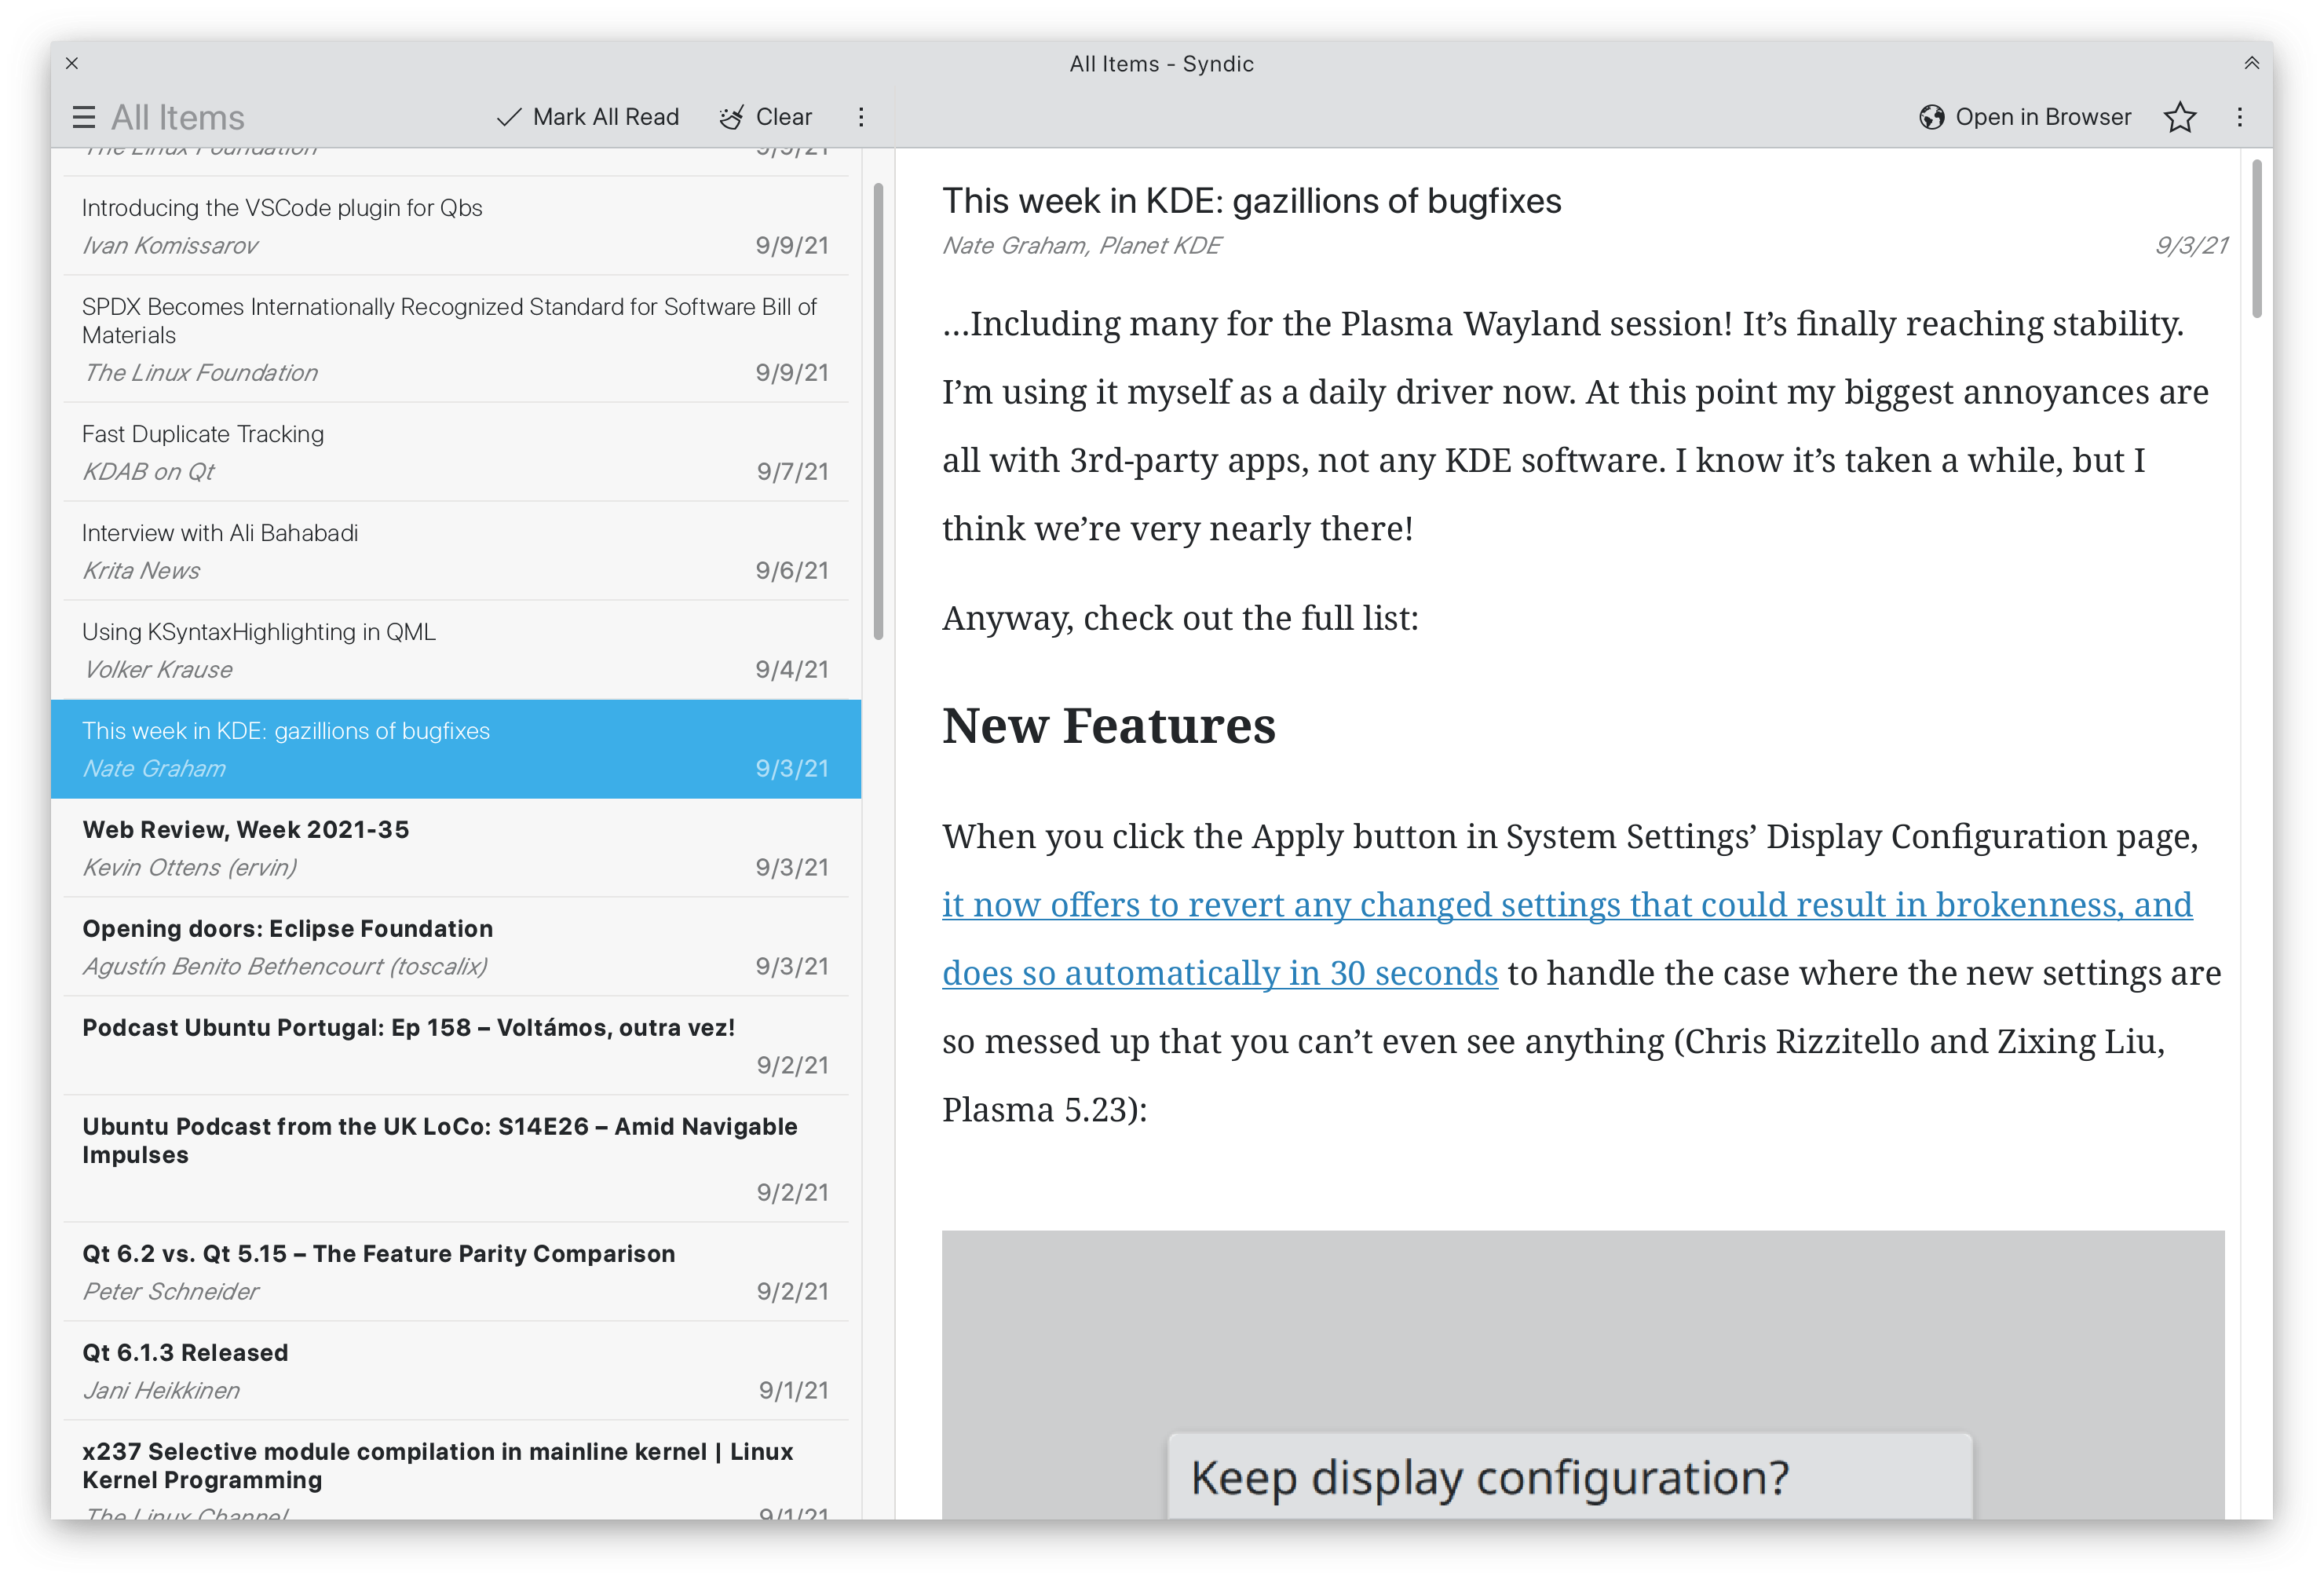 All Items - Syndic
All Items
Mark All Read
Clear
Open in Browser
The Linux Foundation
9/9/21
Introducing the VSCode plugin for Qbs
Ivan Komissarov
9/9/21
SPDX Becomes Internationally Recognized Standard for Software Bill of
Materials
The Linux Foundation
9/9/21
Fast Duplicate Tracking
KDAB on Qt
9/7/21
Interview with Ali Bahabadi
Krita News
9/6/21
Using KSyntaxHighlighting in QML
Volker Krause
9/4/21
This week in KDE: gazillions of bugfixes
Nate Graham
9/3/21
Web Review, Week 2021-35
Kevin Ottens (ervin)
9/3/21
Opening doors: Eclipse Foundation
Agustín Benito Bethencourt (toscalix)
9/3/21
Podcast Ubuntu Portugal: Ep 158 – Voltámos, outra vez!
9/2/21
Ubuntu Podcast from the UK LoCo: S14E26 – Amid Navigable
Impulses
9/2/21
Qt 6.2 vs. Qt 5.15 – The Feature Parity Comparison
Peter Schneider
9/2/21
Qt 6.1.3 Released
Jani Heikkinen
9/1/21
x237 Selective module compilation in mainline kernel | Linux
Kernel Programming
The Linux Channel
9/1/21
This week in KDE: gazillions of bugfixes
Nate Graham, Planet KDE
9/3/21
…Including many for the Plasma Wayland session! It’s finally reaching stability.
I’m using it myself as a daily driver now. At this point my biggest annoyances are
all with 3rd-party apps, not any KDE software. I know it’s taken a while, but I
think we’re very nearly there!
Anyway, check out the full list:
New Features
When you click the Apply button in System Settings’ Display Configuration page,
it now offers to revert any changed settings that could result in brokenness, and
does so automatically in 30 seconds to handle the case where the new settings are
so messed up that you can’t even see anything (Chris Rizzitello and Zixing Liu,
Plasma 5.23):
Keep display configuration?